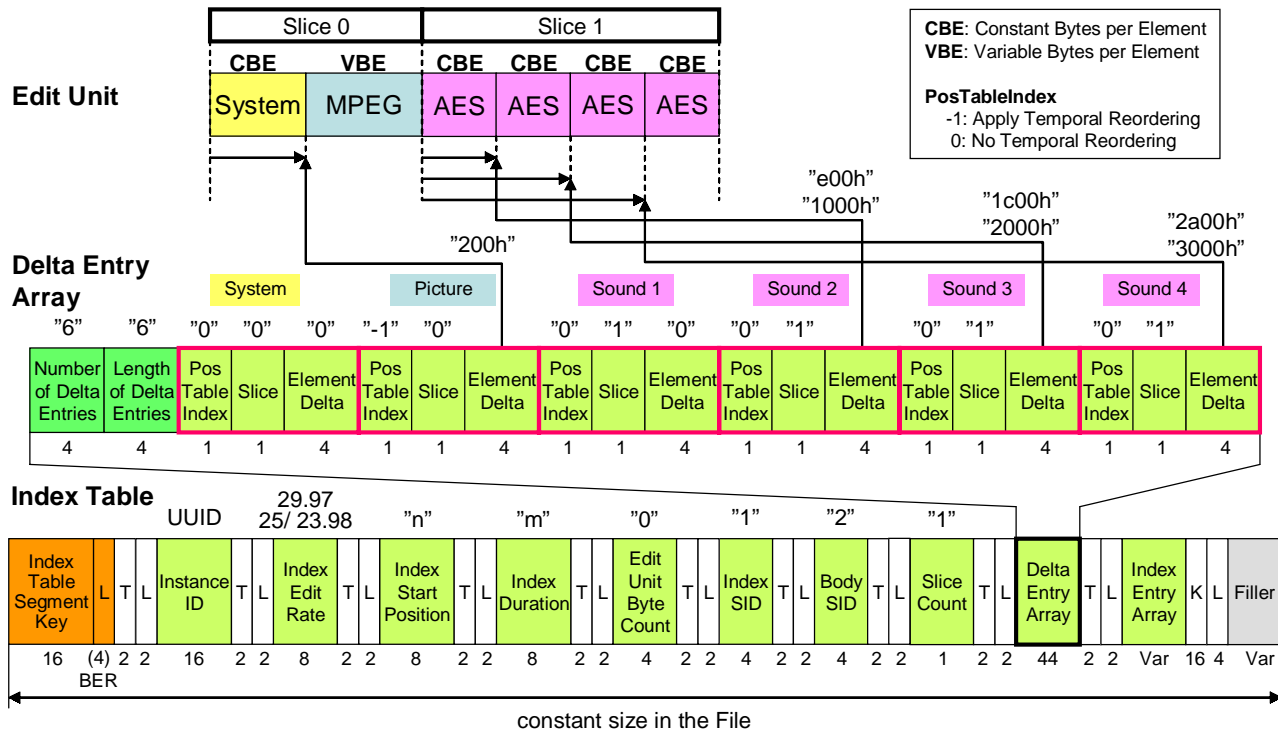 Slice 0
Slice 1
CBE: Constant Bytes per Element
VBE: Variable Bytes per Element
PosTableIndex
-1: Apply Temporal Reordering
0: No Temporal Reordering
CBE VBE CBE CBE CBE CBE
Edit Unit
System MPEG AES AES AES AES
"e00h"
"1000h"
"1c00h"
"2000h"
"2a00h"
"3000h"
"200h"
Delta Entry
Array
System Picture Sound 1 Sound 2 Sound 3 Sound 4
"6" "6" "0" "0" "0" "-1" "0" "0" "1" "0" "0" "1" "0" "1" "0" "1"
Number of Delta Entries
Length of Delta Entries
Pos Table Index
Slice
Element Delta
Pos Table Index
Slice
Element Delta
Pos Table Index
Slice
Element Delta
Pos Table Index
Slice
Element Delta
Pos Table Index
Slice
Element Delta
Pos Table Index
Slice
Element Delta
4 4 1 1 4 1 1 4 1 1 4 1 1 4 1 1 4 1 1 4
Index Table
UUID
29.97
25/ 23.98
"n" "m" "0" "1" "2" "1"
Index Table Segment Key
L
T
L
Instance ID
T
L
Index Edit Rate
T
L
Index Start Position
T
L
Index Duration
T
L
Edit Unit Byte Count
T
L
Index SID
T
L
Body SID
T
L
Slice Count
T
L
Delta Entry Array
T
L
Index Entry Array
K
L
Filler
16 (4) 2 2 16 2 2 8 2 2 8 2 2 8 2 2 4 2 2 4 2 2 4 2 2 1 2 2 44 2 2 Var 16 4 Var
BER
constant size in the File